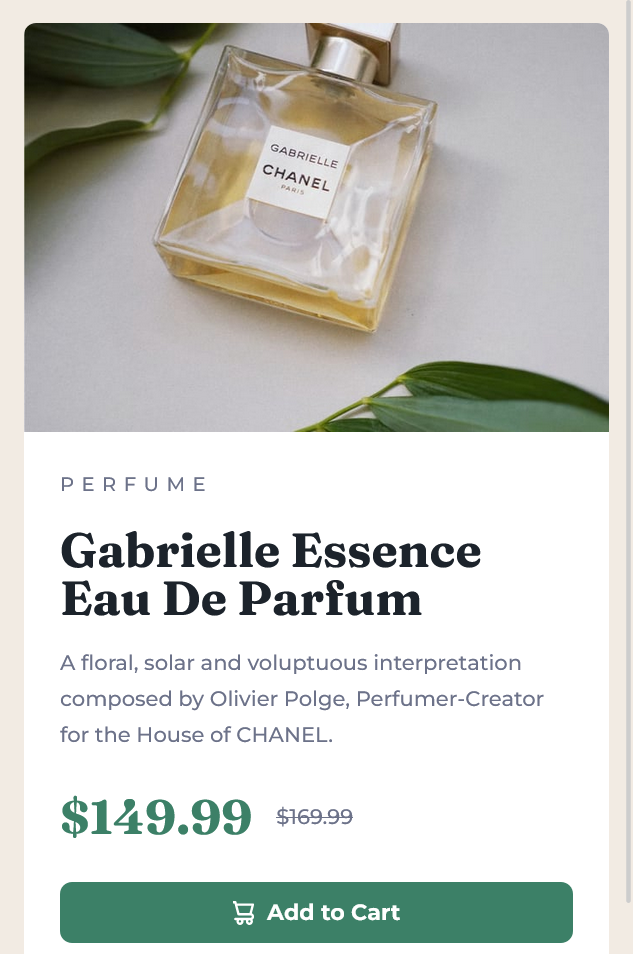 GABRIELLE
CHANEL
PARIS
PERFUME
Gabrielle Essence
Eau De Parfum
A floral, solar and voluptuous interpretation
composed by Olivier Polge, Perfumer-Creator
for the House of CHANEL.
$149.99 $169.99
Add to Cart